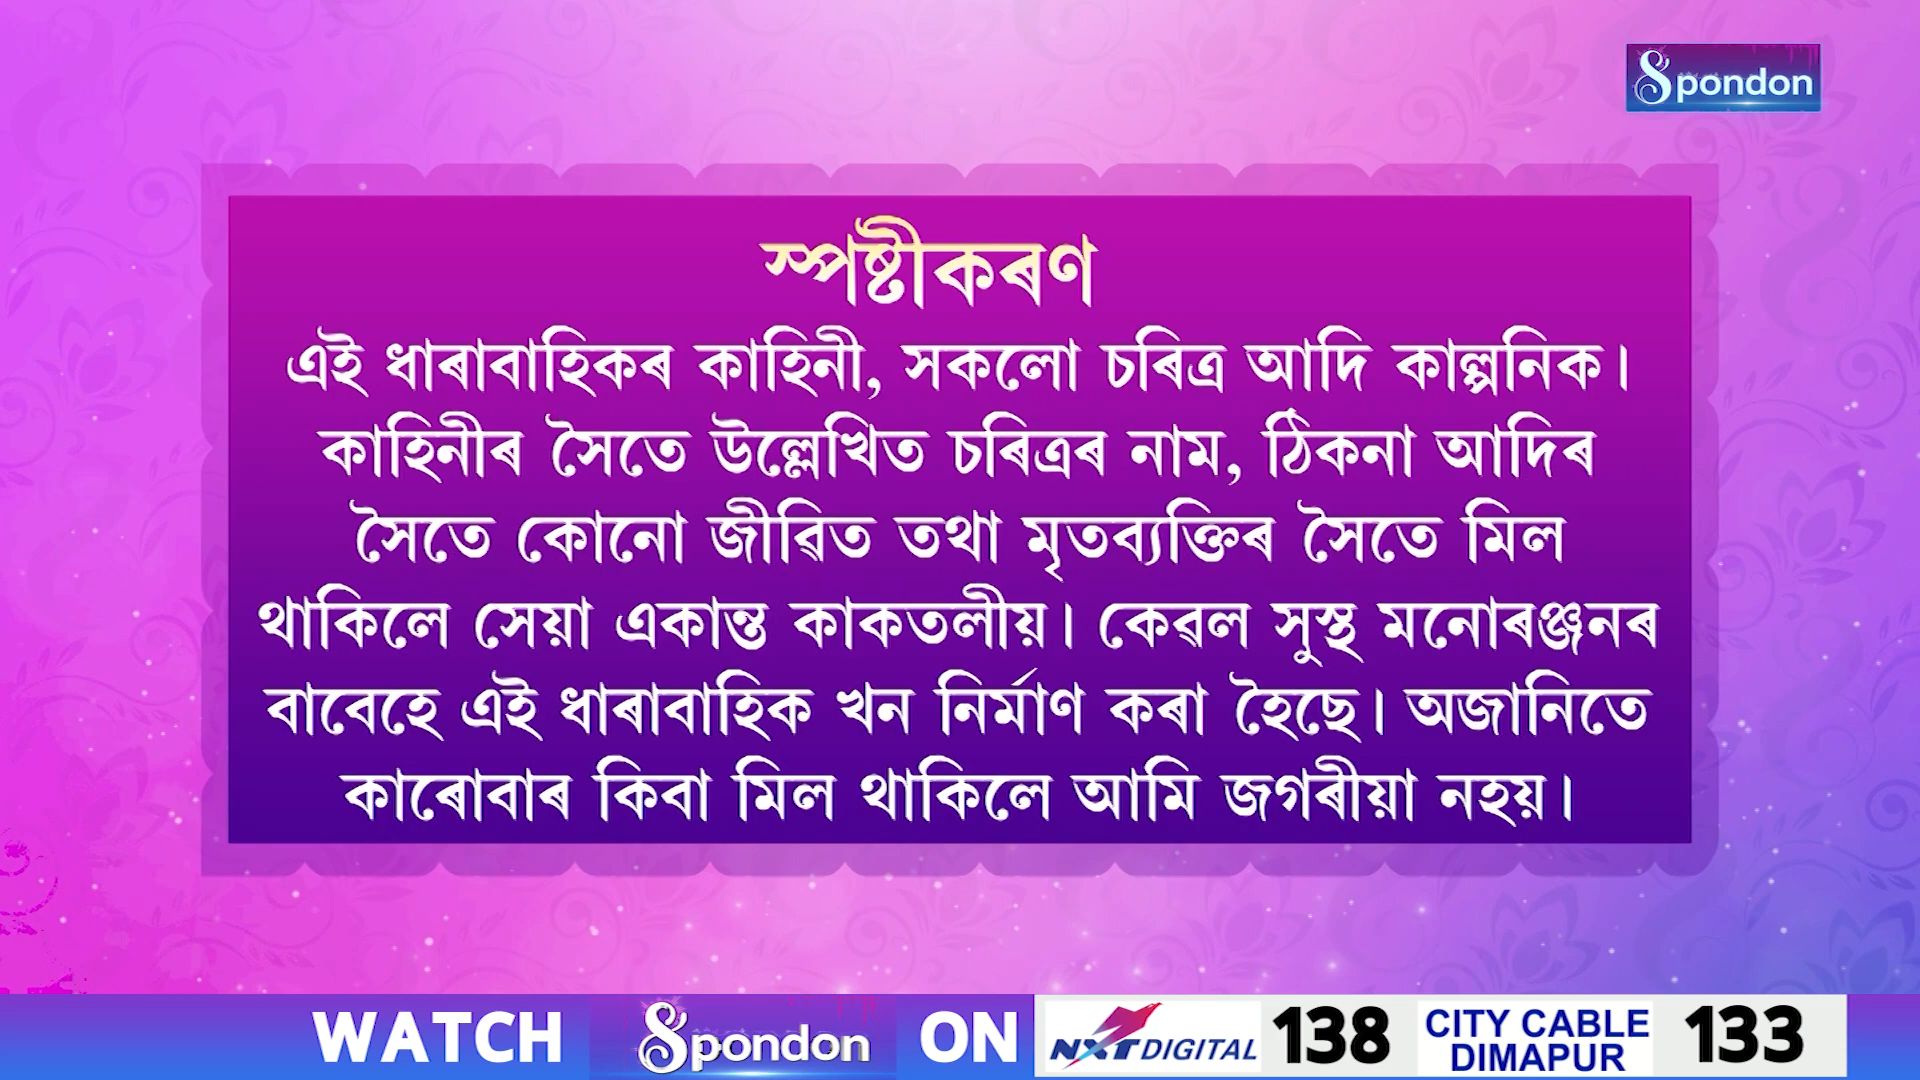 Spondon
স্পষ্টীকৰণ
এই ধাৰাবাহিকৰ কাহিনী, সকলো চৰিত্ৰ আদি কাল্পনিক।
কাহিনীৰ সৈতে উল্লেখিত চৰিত্ৰৰ নাম, ঠিকনা আদিৰ
সৈতে কোনো জীৱিত তথা মৃতব্যক্তিৰ সৈতে মিল
থাকিলে সেয়া একান্ত কাকতলীয়। কেৱল সুস্থ মনোৰঞ্জনৰ
বাবেহে এই ধাৰাবাহিক খন নিৰ্মাণ কৰা হৈছে। অজানিতে
কাৰোবাৰ কিবা মিল থাকিলে আমি জগৰীয়া নহয়।
WATCH Spondon ON NXTDIGITAL 138 CITY CABLE DIMAPUR 133